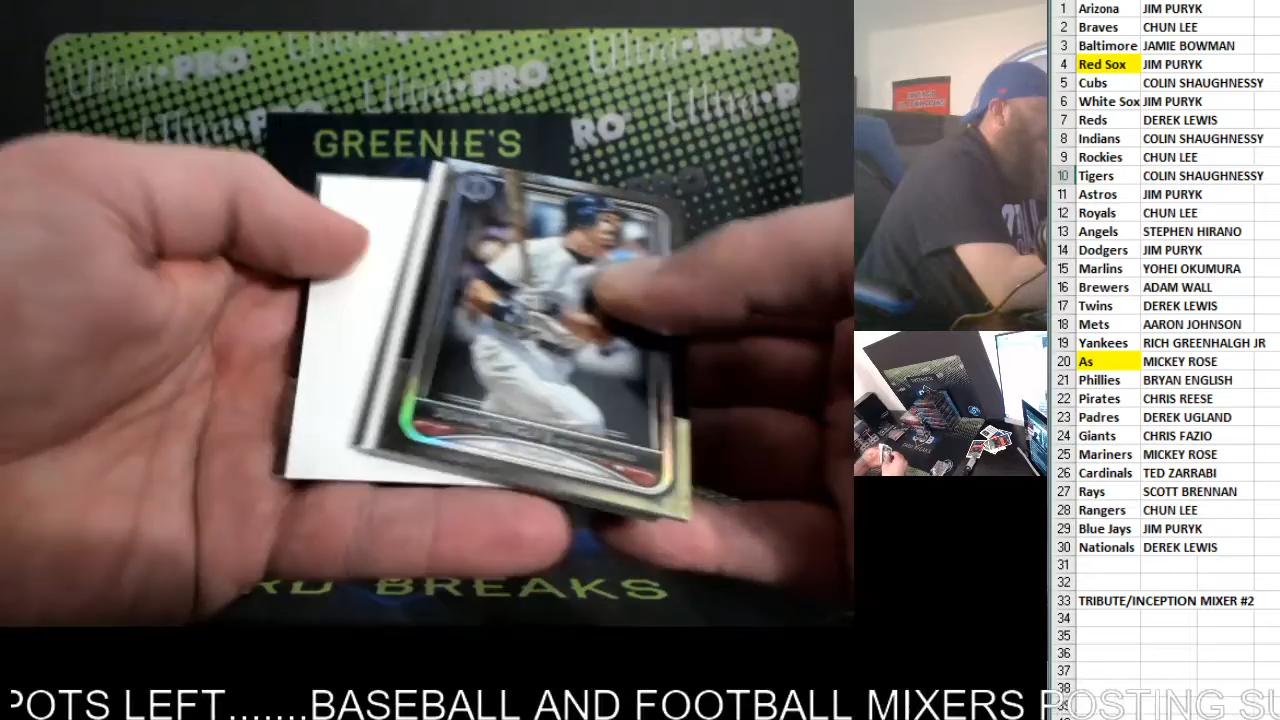 Ultra PRO
GREENIE'S
RO
RD BREAKS
1 Arizona JIM PURYK
2 Braves CHUN LEE
3 Baltimore JAMIE BOWMAN
4 Red Sox JIM PURYK
5 Cubs COLIN SHAUGHNESSY
6 White Sox JIM PURYK
7 Reds DEREK LEWIS
8 Indians COLIN SHAUGHNESSY
9 Rockies CHUN LEE
10 Tigers COLIN SHAUGHNESSY
11 Astros JIM PURYK
12 Royals CHUN LEE
13 Angels STEPHEN HIRANO
14 Dodgers JIM PURYK
15 Marlins YOHEI OKUMURA
16 Brewers ADAM WALL
17 Twins DEREK LEWIS
18 Mets AARON JOHNSON
19 Yankees RICH GREENHALGH JR
20 As MICKEY ROSE
21 Phillies BRYAN ENGLISH
22 Pirates CHRIS REESE
23 Padres DEREK UGLAND
24 Giants CHRIS FAZIO
25 Mariners MICKEY ROSE
26 Cardinals TED ZARRABI
27 Rays SCOTT BRENNAN
28 Rangers CHUN LEE
29 Blue Jays JIM PURYK
30 Nationals DEREK LEWIS
31
32
33 TRIBUTE/INCEPTION MIXER #2
34
35
36
37
38
POTS LEFT.......BASEBALL AND FOOTBALL MIXERS POSTING SU